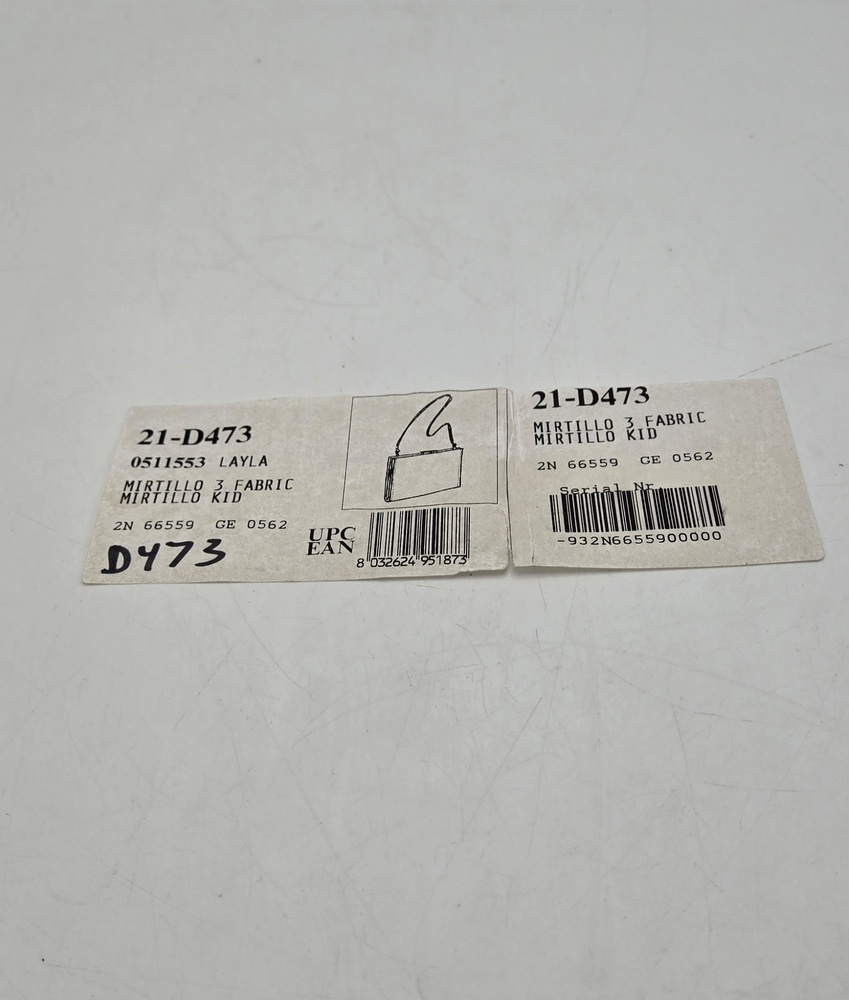 21-D473
0511553 LAYLA
MIRTILLO 3 FABRIC
MIRTILLO KID
2N 66559 GE 0562
D473
UPC
EAN
8 032624 951873
21-D473
MIRTILLO 3 FABRIC
MIRTILLO KID
2N 66559 GE 0562
Serial Nr
-932N6655900000